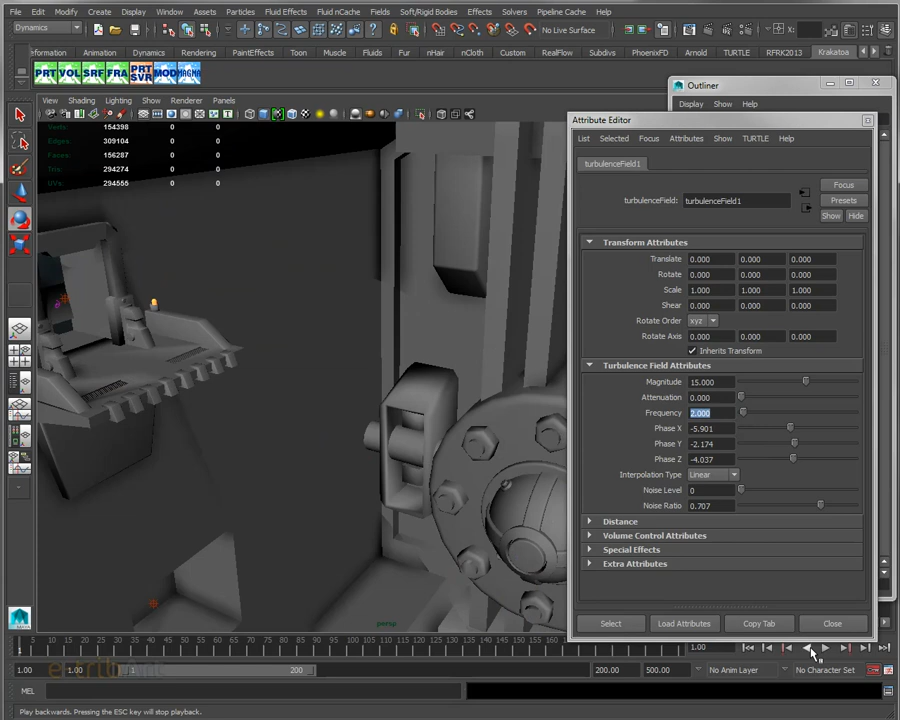 File Edit Modify Create Display Window Assets Particles Fluid Effects Fluid nCache Fields Soft/Rigid Bodies Effects Solvers Pipeline Cache Help
Dynamics
No Live Surface
X:
formation Animation Dynamics Rendering PaintEffects Toon Muscle Fluids Fur nHair nCloth Custom RealFlow Subdivs PhoenixFD Arnold TURTLE RFRK2013 Krakatoa
PRT VOL SRF FRA PRT SVR MOD MAGMA
View Shading Lighting Show Renderer Panels
Outliner
Display Show Help
Verts: 154398 0 0
Edges: 309104 0 0
Faces: 156287 0 0
Tris: 294274 0 0
UVs: 294555 0 0
Attribute Editor
List Selected Focus Attributes Show TURTLE Help
turbulenceField1
Focus
turbulenceField: turbulenceField1
Presets
Show Hide
Transform Attributes
Translate 0.000 0.000 0.000
Rotate 0.000 0.000 0.000
Scale 1.000 1.000 1.000
Shear 0.000 0.000 0.000
Rotate Order xyz
Rotate Axis 0.000 0.000 0.000
Inherits Transform
Turbulence Field Attributes
Magnitude 15.000
Attenuation 0.000
Frequency 2.000
Phase X -5.901
Phase Y -2.174
Phase Z -4.037
Interpolation Type Linear
Noise Level 0
Noise Ratio 0.707
Distance
Volume Control Attributes
Special Effects
Extra Attributes
persp
Select Load Attributes Copy Tab Close
5 10 15 20 25 30 35 40 45 50 55 60 65 70 75 80 85 90 95 100 105 110 115 120 125 130 135 140 145 150 155 160
1.00
1.00 1.00 1 200 200.00 500.00 No Anim Layer No Character Set
MEL
Play backwards. Pressing the ESC key will stop playback.